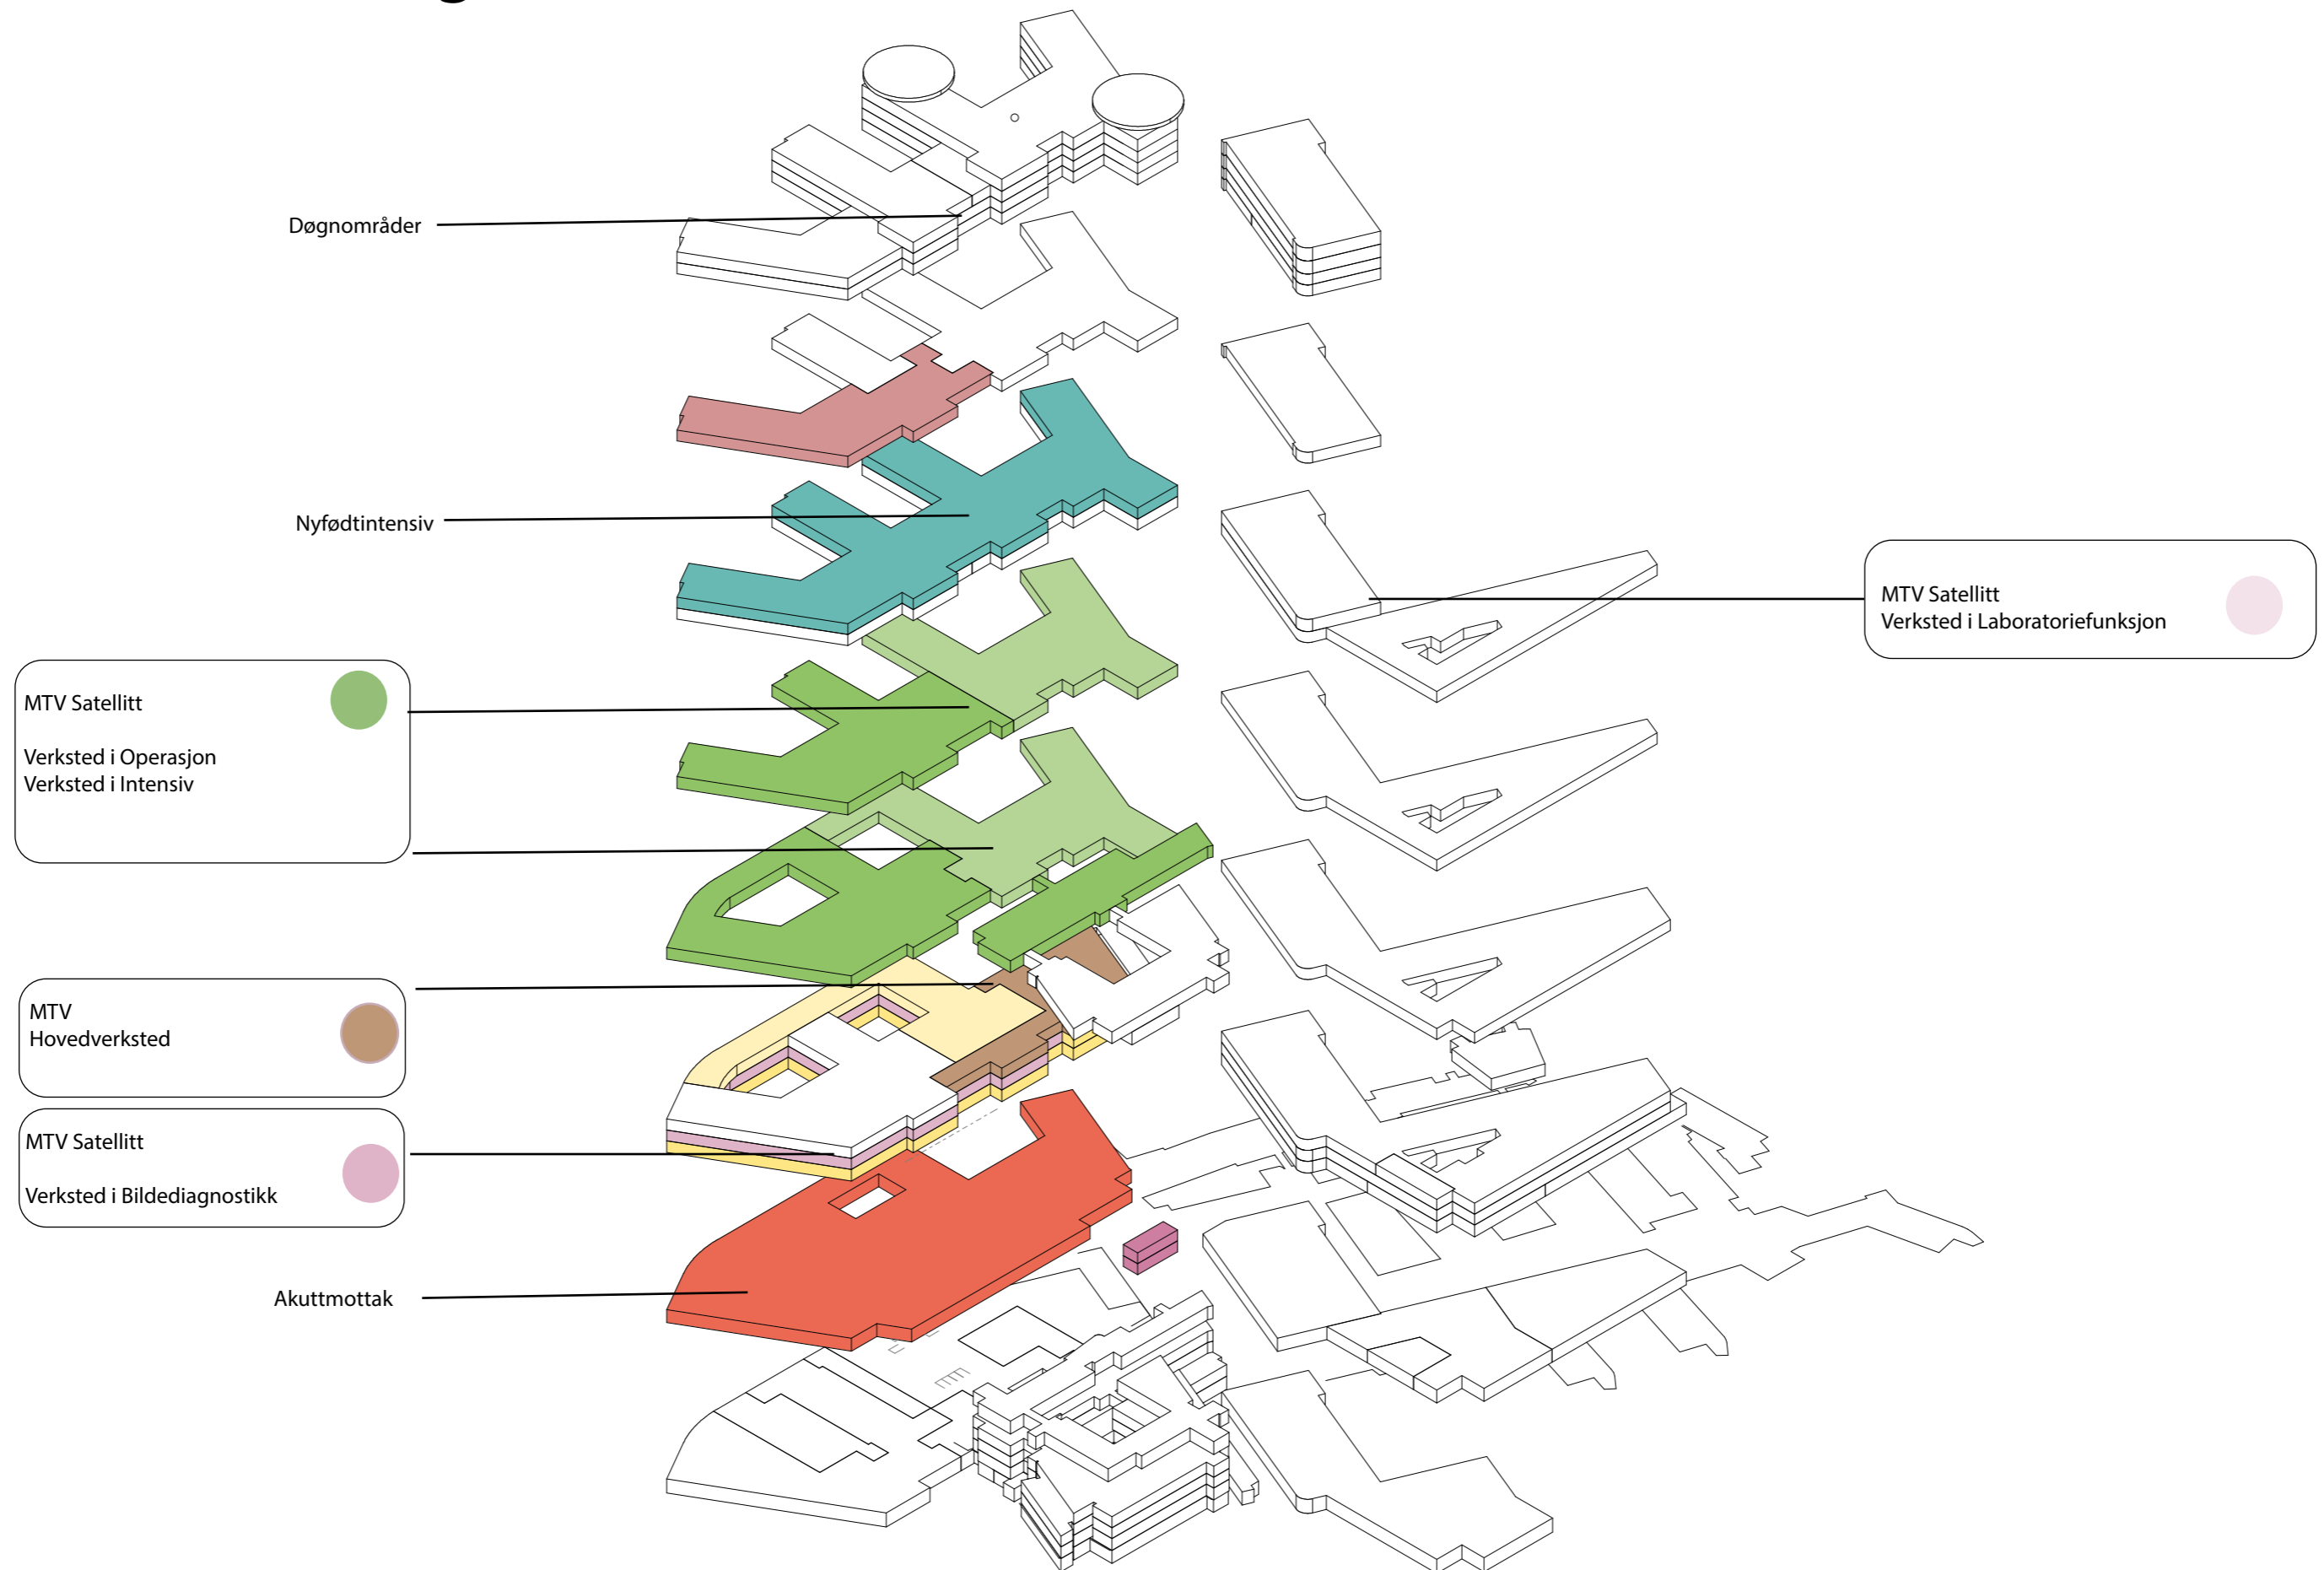 Døgnområder
Nyfødtintensiv
MTV Satellitt
Verksted i Laboratoriefunksjon
MTV Satellitt
Verksted i Operasjon
Verksted i Intensiv
MTV
Hovedverksted
MTV Satellitt
Verksted i Bildediagnostikk
Akuttmottak